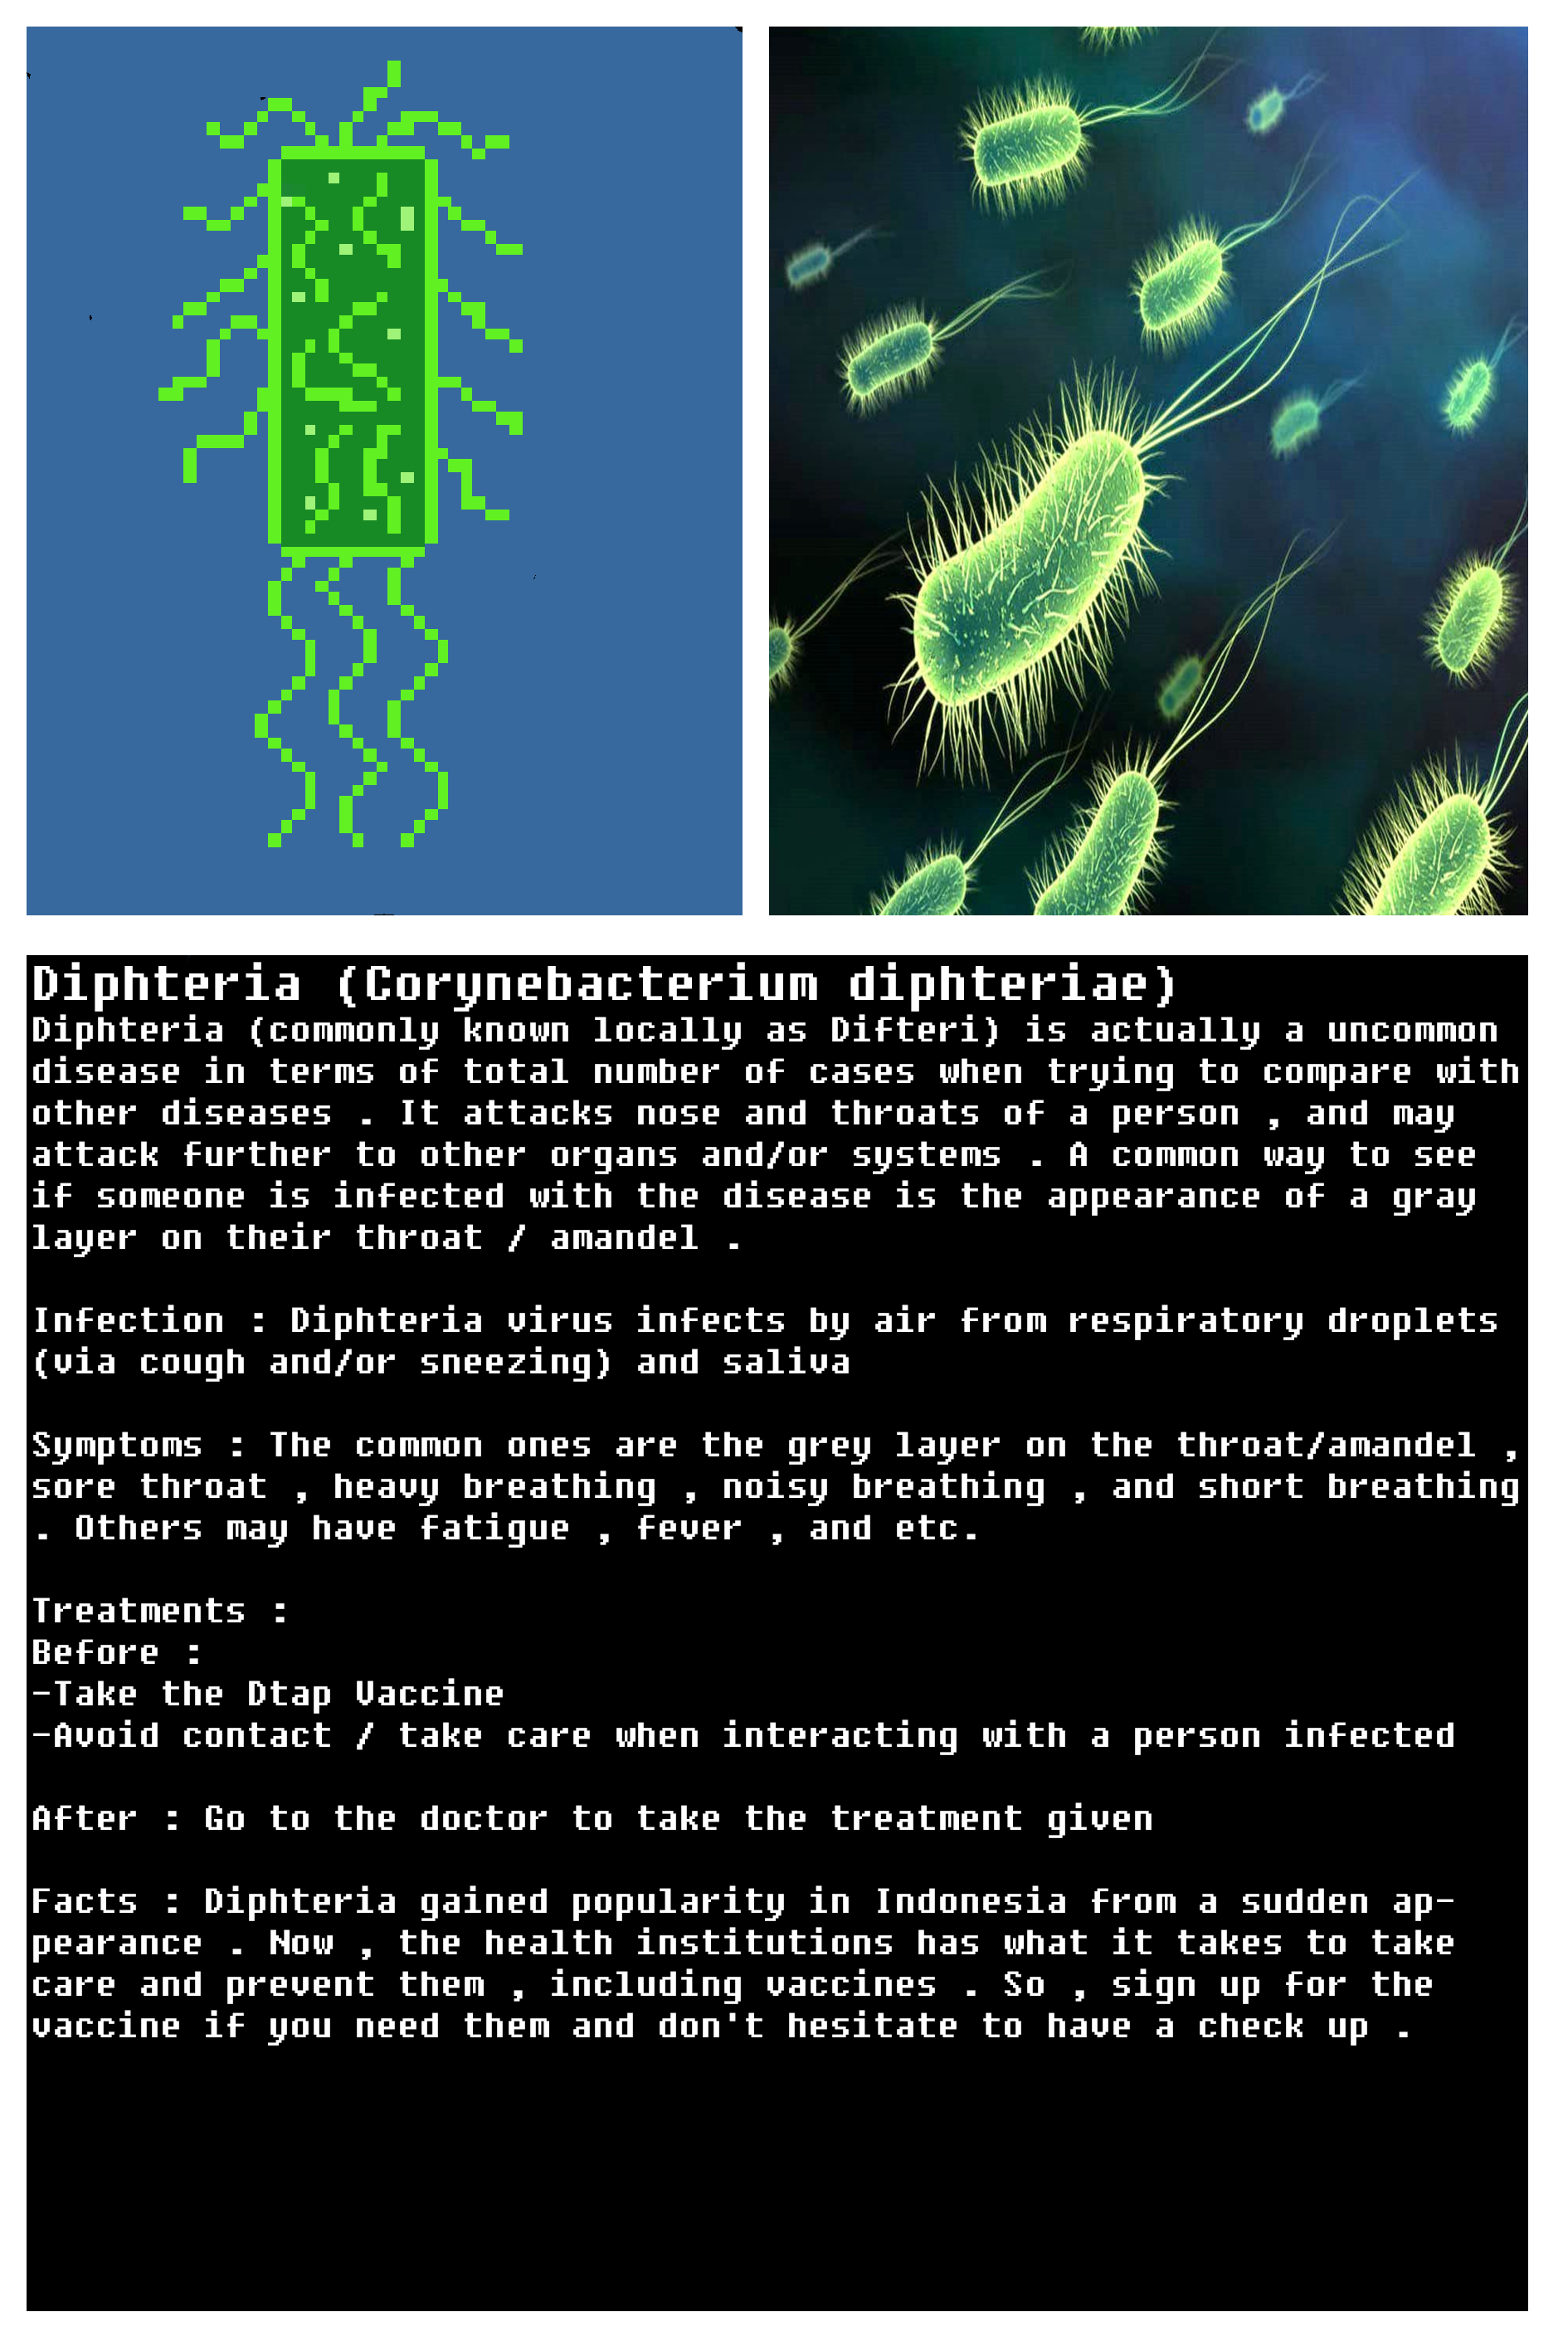 Diphteria (Corynebacterium diphteriae)
Diphteria (commonly known locally as Difteri) is actually a uncommon
disease in terms of total number of cases when trying to compare with
other diseases . It attacks nose and throats of a person , and may
attack further to other organs and/or systems . A common way to see
if someone is infected with the disease is the appearance of a gray
layer on their throat / amandel .
Infection : Diphteria virus infects by air from respiratory droplets
(via cough and/or sneezing) and saliva
Symptoms : The common ones are the grey layer on the throat/amandel ,
sore throat , heavy breathing , noisy breathing , and short breathing
. Others may have fatigue , fever , and etc.
Treatments :
Before :
-Take the Dtap Vaccine
-Avoid contact / take care when interacting with a person infected
After : Go to the doctor to take the treatment given
Facts : Diphteria gained popularity in Indonesia from a sudden ap-
pearance . Now , the health institutions has what it takes to take
care and prevent them , including vaccines . So , sign up for the
vaccine if you need them and don't hesitate to have a check up .